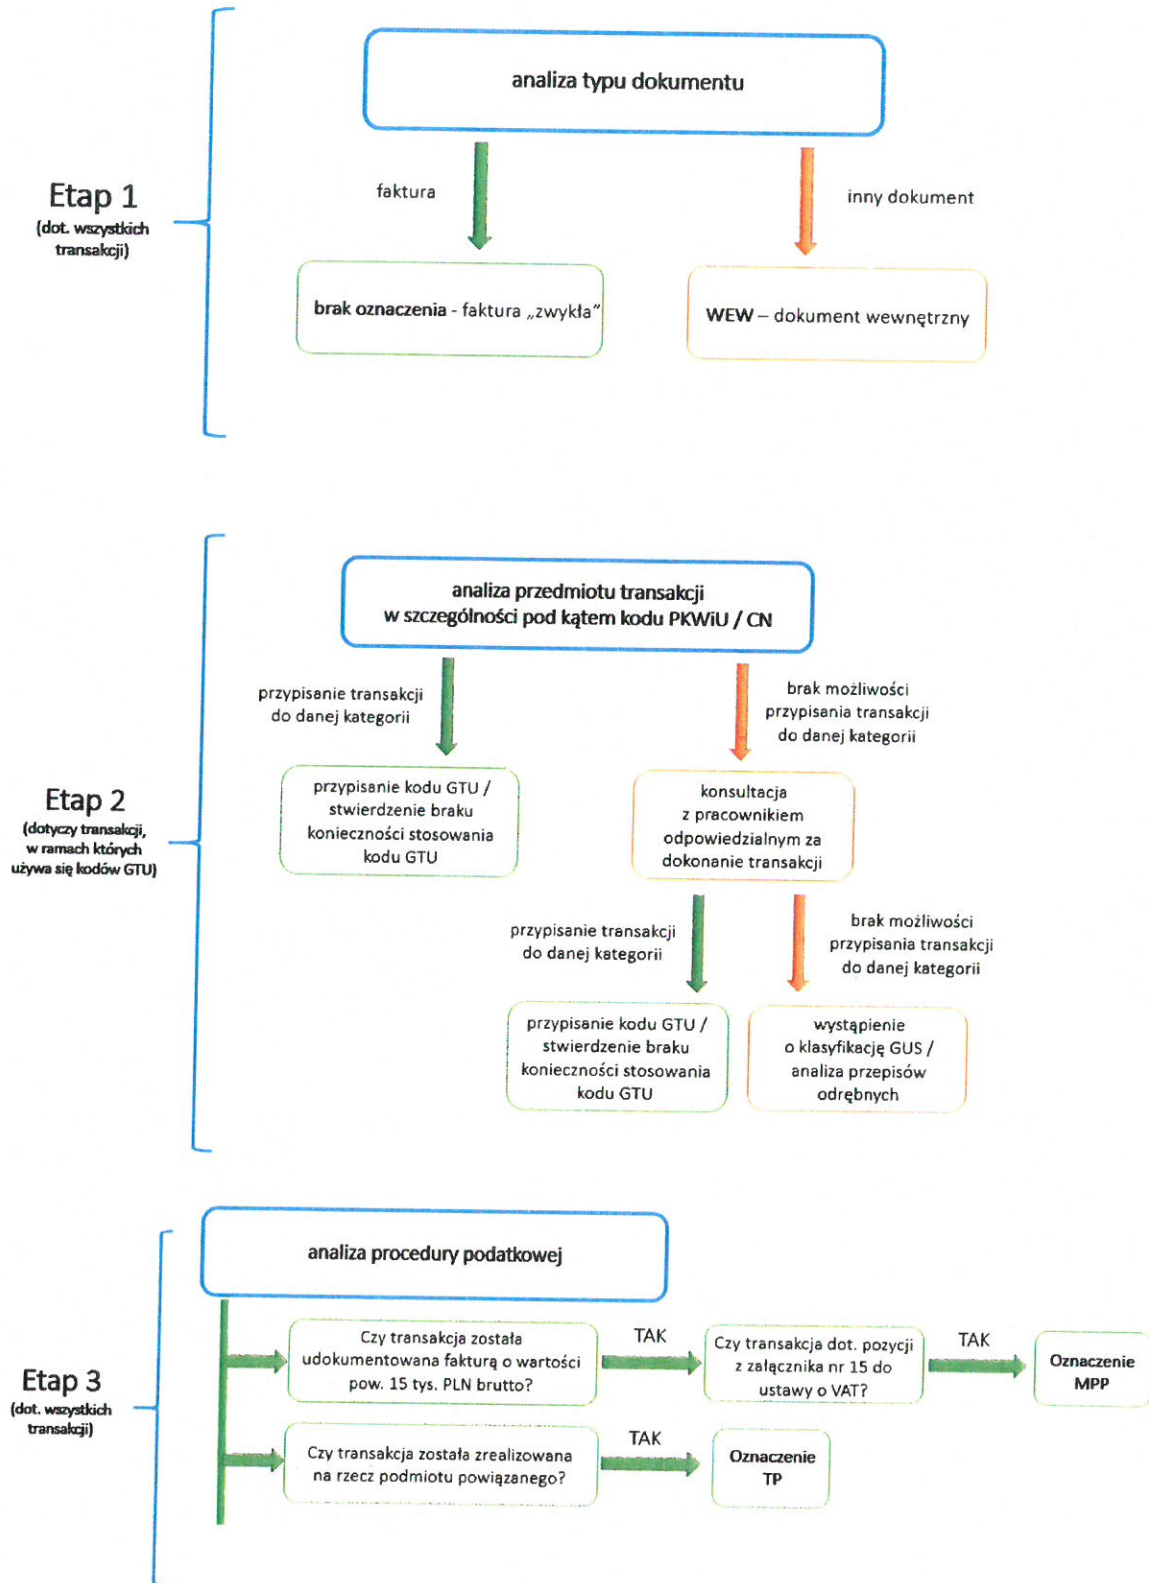 analiza typu dokumentu
faktura
inny dokument
Etap 1
(dot. wszystkich
transakcji)
brak oznaczenia - faktura „zwykła”
WEW – dokument wewnętrzny
analiza przedmiotu transakcji
w szczególności pod kątem kodu PKWiU / CN
przypisanie transakcji
do danej kategorii
brak możliwości
przypisania transakcji
do danej kategorii
Etap 2
(dotyczy transakcji,
w ramach których
używa się kodów GTU)
przypisanie kodu GTU /
stwierdzenie braku
konieczności stosowania
kodu GTU
konsultacja
z pracownikiem
odpowiedzialnym za
dokonanie transakcji
przypisanie transakcji
do danej kategorii
brak możliwości
przypisania transakcji
do danej kategorii
przypisanie kodu GTU /
stwierdzenie braku
konieczności stosowania
kodu GTU
wystąpienie
o klasyfikację GUS /
analiza przepisów
odrębnych
analiza procedury podatkowej
Etap 3
(dot. wszystkich
transakcji)
Czy transakcja została
udokumentowana fakturą o wartości
pow. 15 tys. PLN brutto?
TAK
Czy transakcja dot. pozycji
z załącznika nr 15 do
ustawy o VAT?
TAK
Oznaczenie
MPP
Czy transakcja została zrealizowana
na rzecz podmiotu powiązanego?
TAK
Oznaczenie
TP